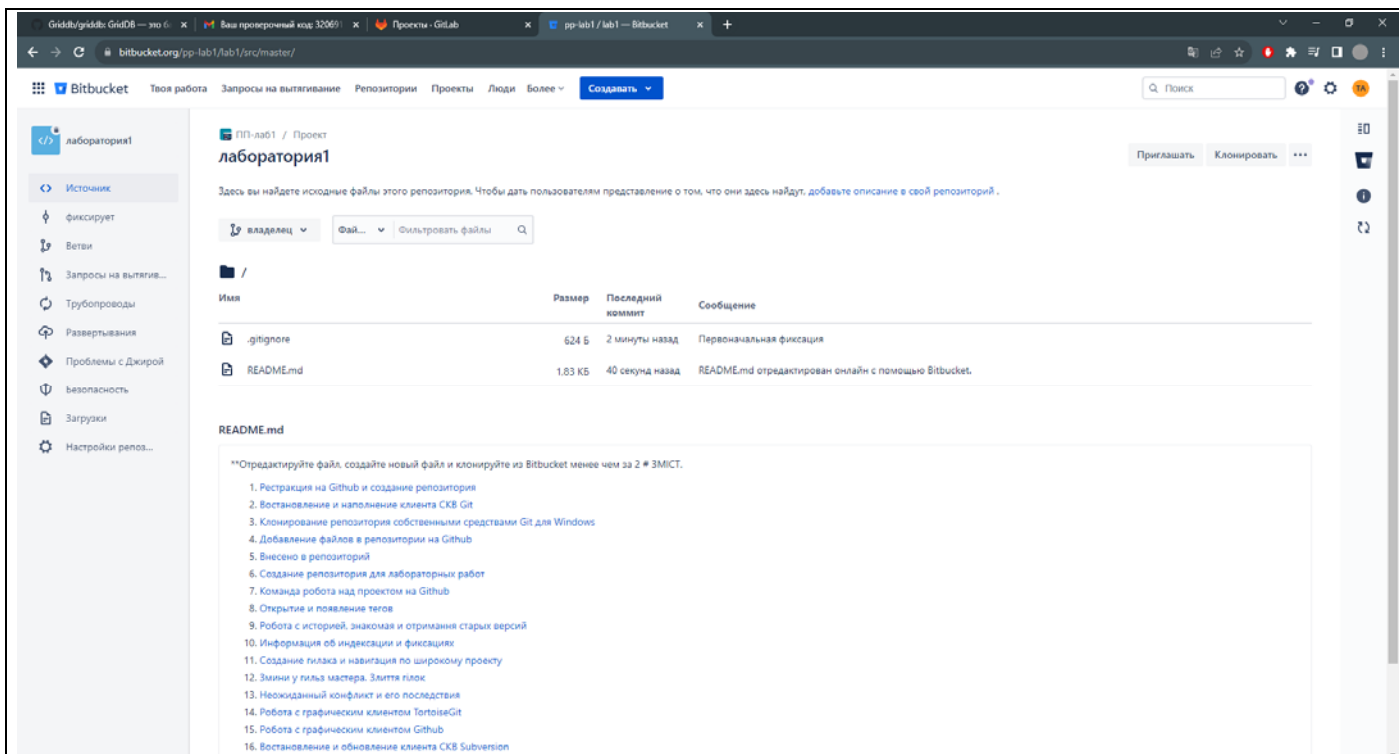 Griddb/griddb: GridDB — это б
Ваш проверочный код: 320691
Проекты · GitLab
pp-lab1 / lab1 — Bitbucket
bitbucket.org/pp-lab1/lab1/src/master/
Bitbucket Твоя работа Запросы на вытягивание Репозитории Проекты Люди Более Создавать Поиск TA
лаборатория1
Источник
фиксирует
Ветви
Запросы на вытягив...
Трубопроводы
Развертывания
Проблемы с Джирой
безопасность
Загрузки
Настройки репоз...
ПП-лаб1 / Проект
лаборатория1
Приглашать Клонировать
Здесь вы найдете исходные файлы этого репозитория. Чтобы дать пользователям представление о том, что они здесь найдут, добавьте описание в свой репозиторий .
владелец Фай... Фильтровать файлы
/
Имя Размер Последний коммит Сообщение
.gitignore 624 Б 2 минуты назад Первоначальная фиксация
README.md 1.83 КБ 40 секунд назад README.md отредактирован онлайн с помощью Bitbucket.
README.md
**Отредактируйте файл, создайте новый файл и клонируйте из Bitbucket менее чем за 2 # ЗМІСТ.
1. Рестракция на Github и создание репозитория
2. Востановление и наполнение клиента СКВ Git
3. Клонирование репозитория собственными средствами Git для Windows
4. Добавление файлов в репозитории на Github
5. Внесено в репозиторий
6. Создание репозитория для лабораторных работ
7. Команда робота над проектом на Github
8. Открытие и появление тегов
9. Робота с историей, знакомая и отримання старых версий
10. Информация об индексации и фиксациях
11. Создание гилака и навигация по широкому проекту
12. Змини у гильз мастера. Злиття гілок
13. Неожиданный конфликт и его последствия
14. Робота с графическим клиентом TortoiseGit
15. Робота с графическим клиентом Github
16. Востановление и обновление клиента СКВ Subversion